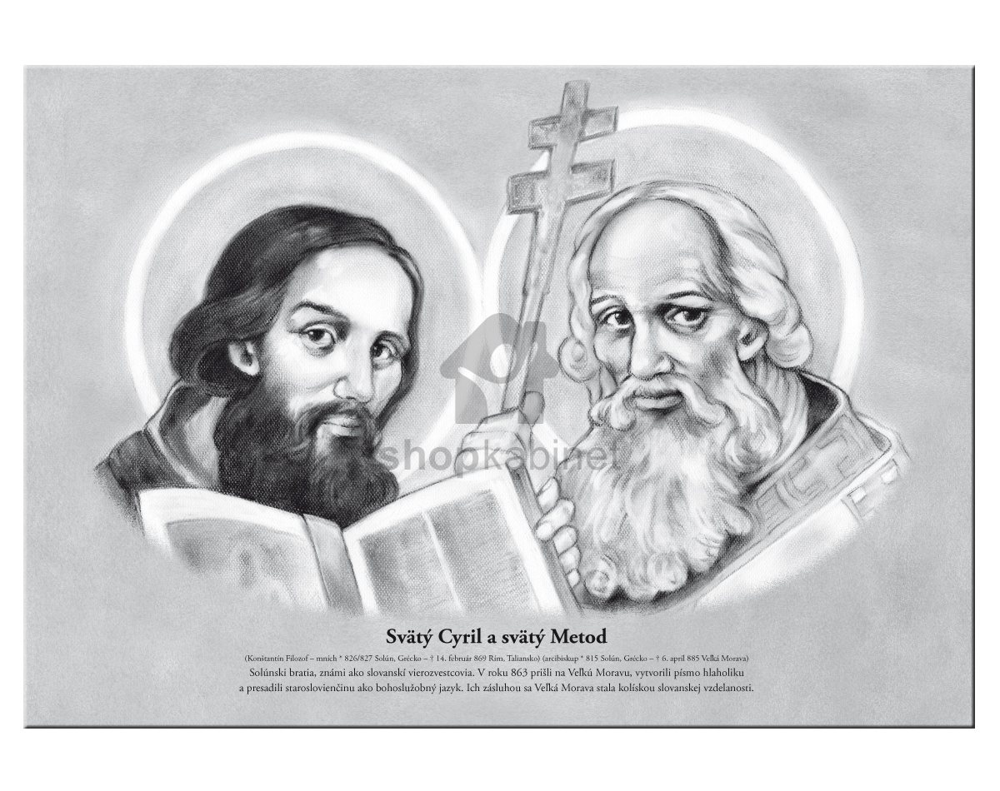 shopkabinet
Svätý Cyril a svätý Metod
(Konštantín Filozof – mních * 826/827 Solún, Grécko – † 14. február 869 Rím, Taliansko) (arcibiskup * 815 Solún, Grécko – † 6. apríl 885 Veľká Morava)
Solúnski bratia, známi ako slovanskí vierozvestcovia. V roku 863 prišli na Veľkú Moravu, vytvorili písmo hlaholiku
a presadili staroslovienčinu ako bohoslužobný jazyk. Ich zásluhou sa Veľká Morava stala kolískou slovanskej vzdelanosti.